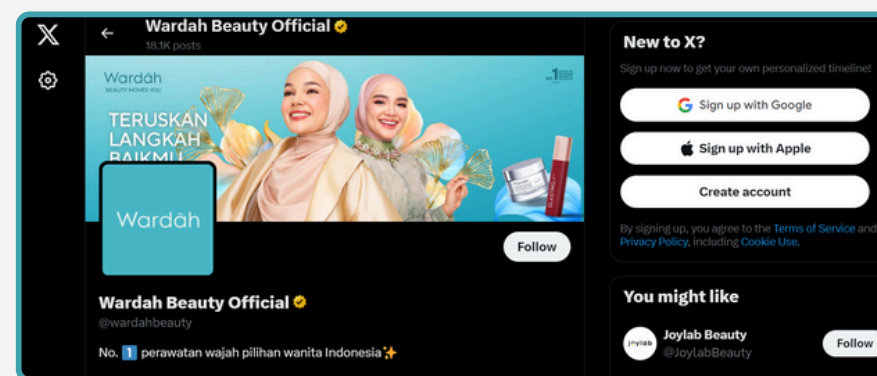 Wardah Beauty Official
18.1K posts
Wardah
BEAUTY MOVES YOU
TERUSKAN
LANGKAH
BAIKMU
Wardah
Follow
Wardah Beauty Official
@wardahbeauty
No. 1 perawatan wajah pilihan wanita Indonesia
New to X?
Sign up now to get your own personalized timeline!
Sign up with Google
Sign up with Apple
Create account
By signing up, you agree to the Terms of Service and
Privacy Policy, including Cookie Use.
You might like
joylab
Joylab Beauty
@JoylabBeauty
Follow